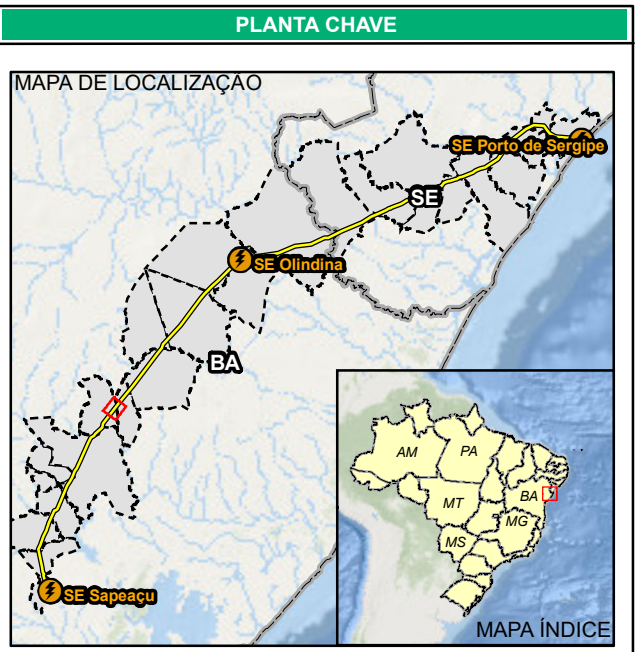 PLANTA CHAVE
MAPA DE LOCALIZAÇÃO
SE Porto de Sergipe
SE
SE Olindina
BA
SE Sapeaçu
AM
PA
BA
MT
MG
MS
MAPA ÍNDICE